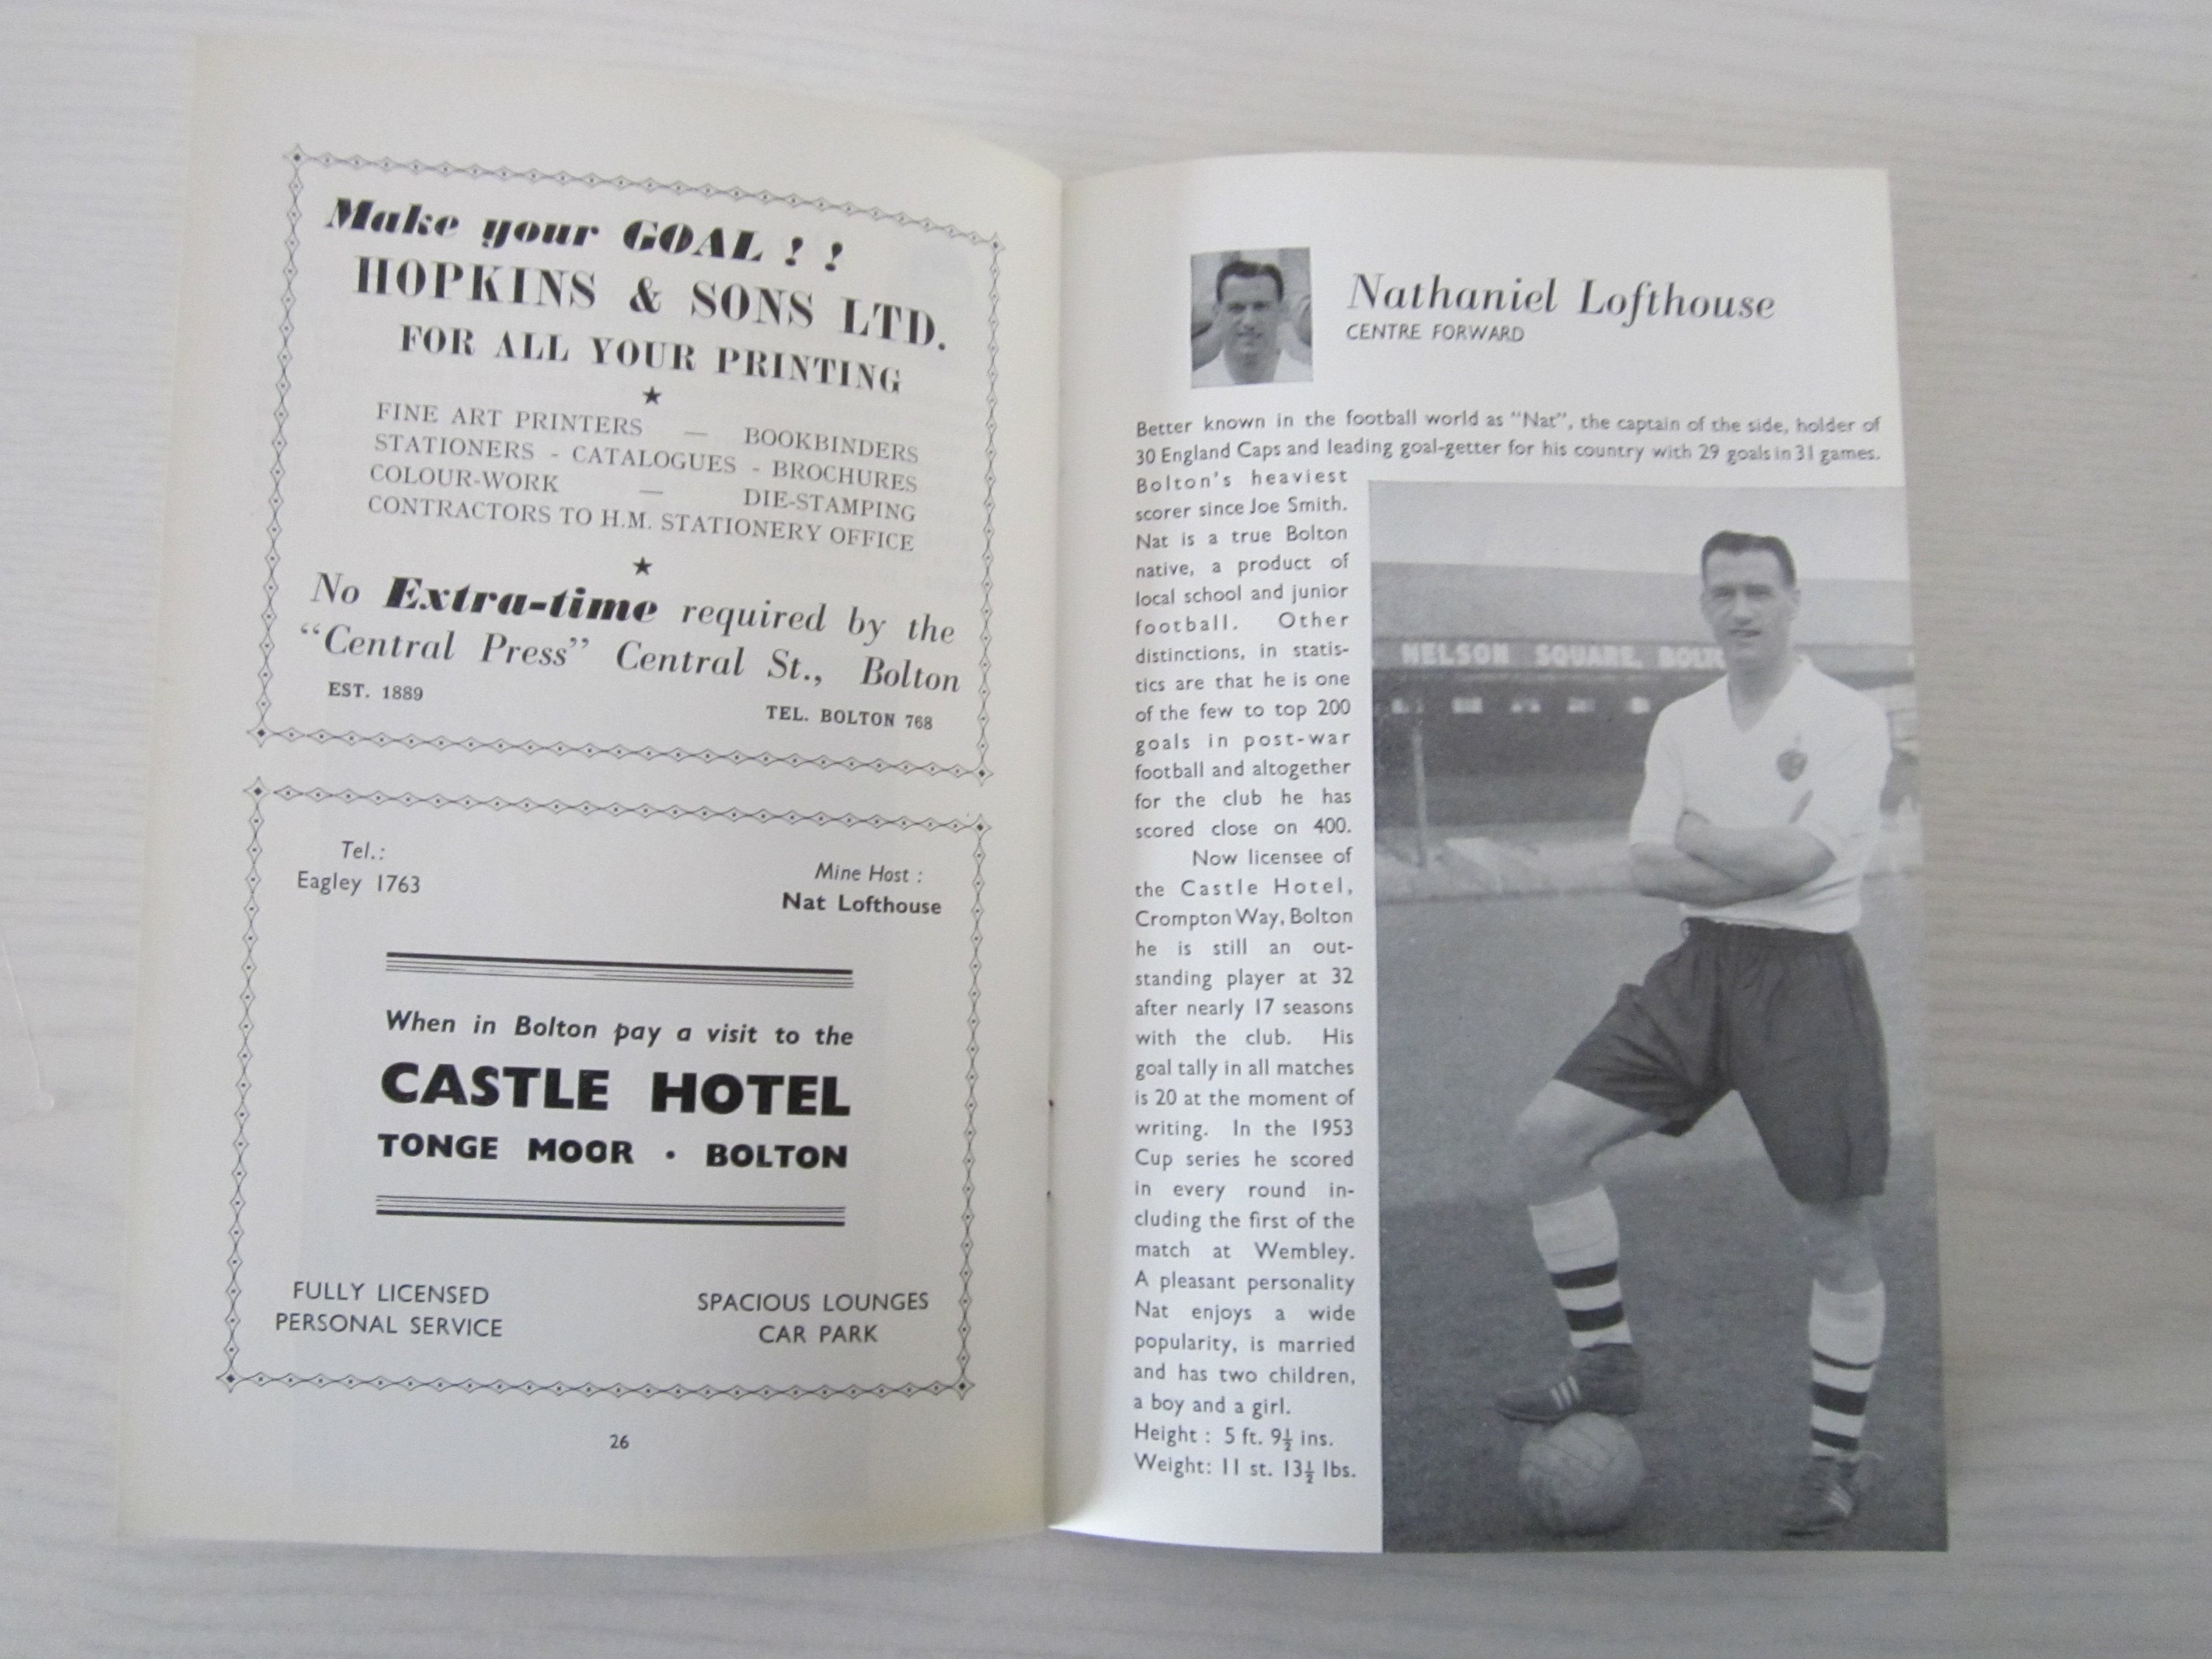 Make your GOAL ! !
HOPKINS & SONS LTD.
FOR ALL YOUR PRINTING
FINE ART PRINTERS — BOOKBINDERS
STATIONERS - CATALOGUES - BROCHURES
COLOUR-WORK — DIE-STAMPING
CONTRACTORS TO H.M. STATIONERY OFFICE
No Extra-time required by the
“Central Press” Central St., Bolton
EST. 1889
TEL. BOLTON 768
Tel.:
Eagley 1763
Mine Host :
Nat Lofthouse
When in Bolton pay a visit to the
CASTLE HOTEL
TONGE MOOR · BOLTON
FULLY LICENSED
PERSONAL SERVICE
SPACIOUS LOUNGES
CAR PARK
26
Nathaniel Lofthouse
CENTRE FORWARD
Better known in the football world as “Nat”, the captain of the side, holder of
30 England Caps and leading goal-getter for his country with 29 goals in 31 games.
Bolton's heaviest
scorer since Joe Smith.
Nat is a true Bolton
native, a product of
local school and junior
football. Other
distinctions, in statis-
tics are that he is one
of the few to top 200
goals in post-war
football and altogether
for the club he has
scored close on 400.
Now licensee of
the Castle Hotel,
Crompton Way, Bolton
he is still an out-
standing player at 32
after nearly 17 seasons
with the club. His
goal tally in all matches
is 20 at the moment of
writing. In the 1953
Cup series he scored
in every round in-
cluding the first of the
match at Wembley.
A pleasant personality
Nat enjoys a wide
popularity, is married
and has two children,
a boy and a girl.
Height : 5 ft. 9½ ins.
Weight: 11 st. 13½ lbs.
NELSON SQUARE, BOLT